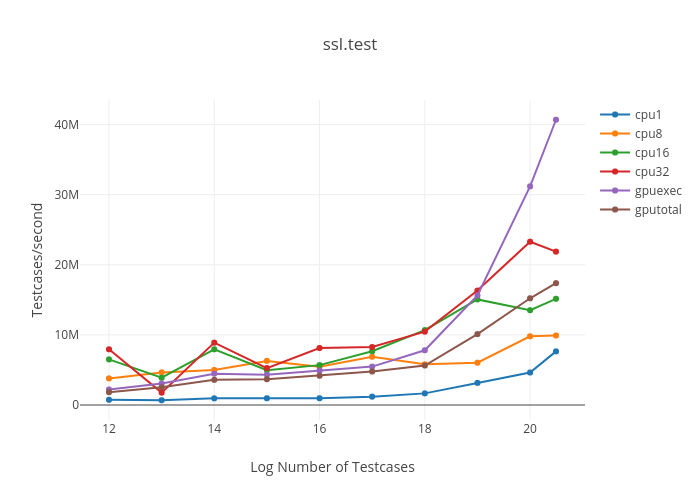 ssl.test
40M
30M
20M
10M
0
Testcases/second
12 14 16 18 20
Log Number of Testcases
cpu1
cpu8
cpu16
cpu32
gpuexec
gputotal